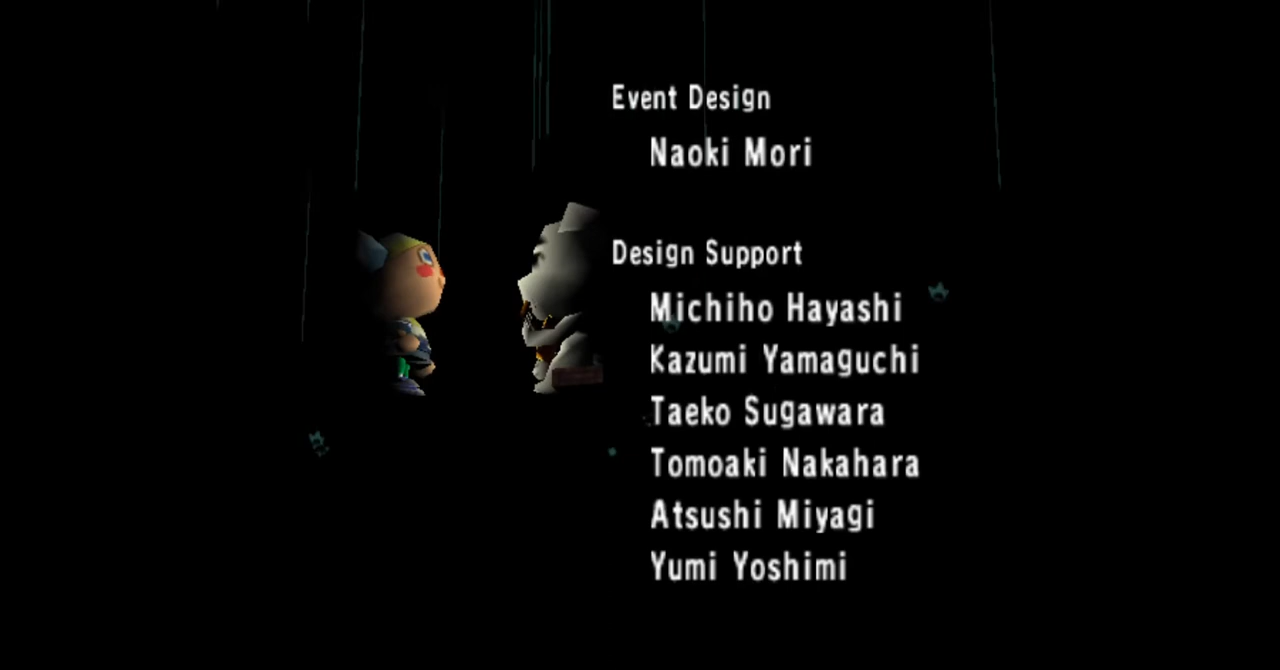 Event Design
Naoki Mori
Design Support
Michiho Hayashi
Kazumi Yamaguchi
Taeko Sugawara
Tomoaki Nakahara
Atsushi Miyagi
Yumi Yoshimi